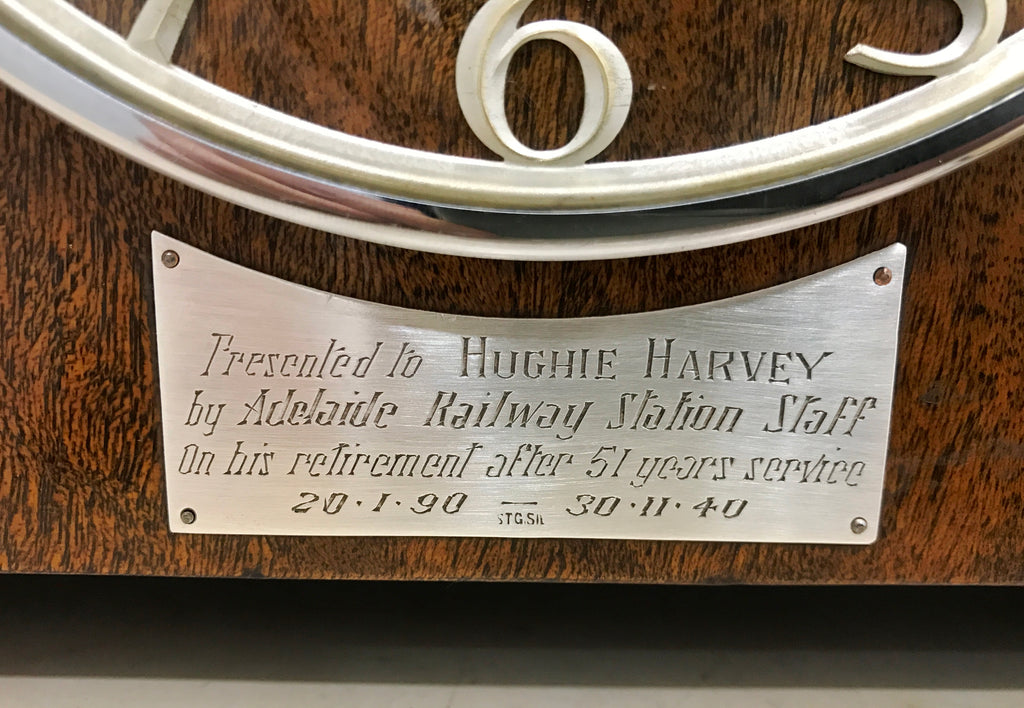 6
5
Presented to HUGHIE HARVEY
by Adelaide Railway Station Staff
On his retirement after 51 years service
20·1·90 — 30·11·40
STG.SIL